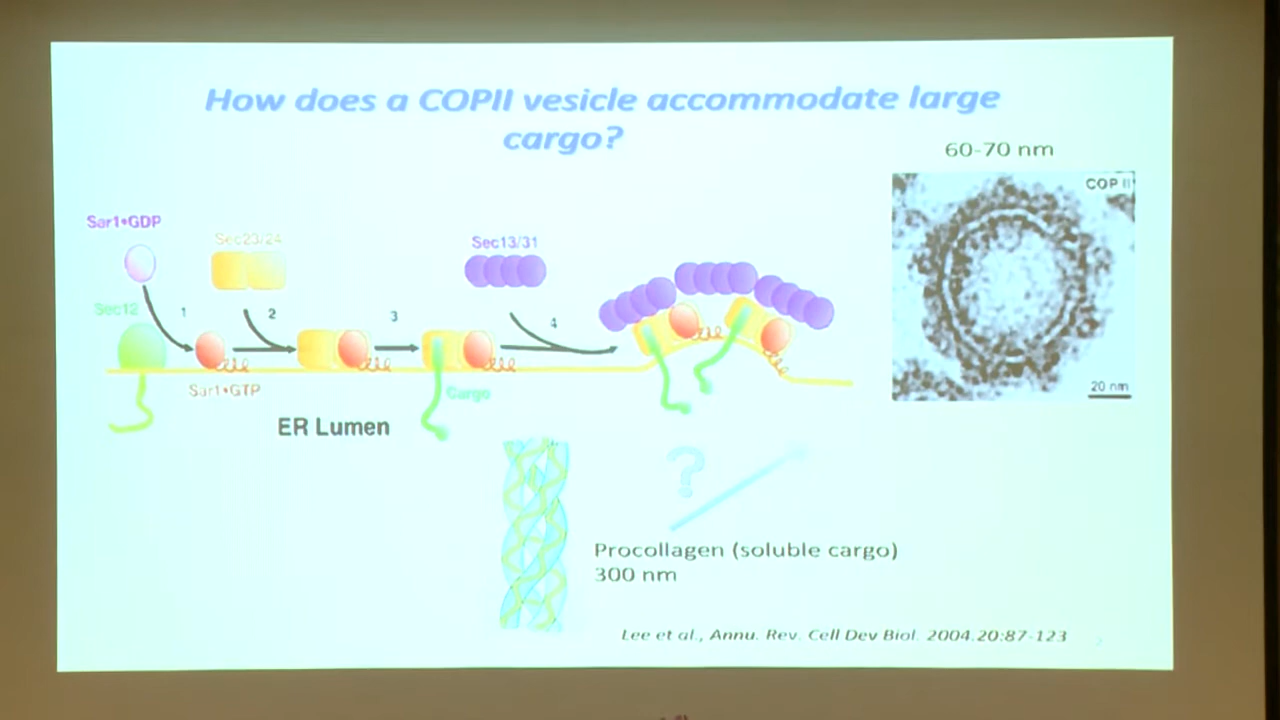 How does a COPII vesicle accommodate large
cargo?
60-70 nm
COP II
Sar1•GDP
Sec23/24
Sec13/31
Sec12
1
2
3
4
Sar1•GTP
Cargo
ER Lumen
20 nm
?
Procollagen (soluble cargo)
300 nm
Lee et al., Annu. Rev. Cell Dev Biol. 2004.20:87-123